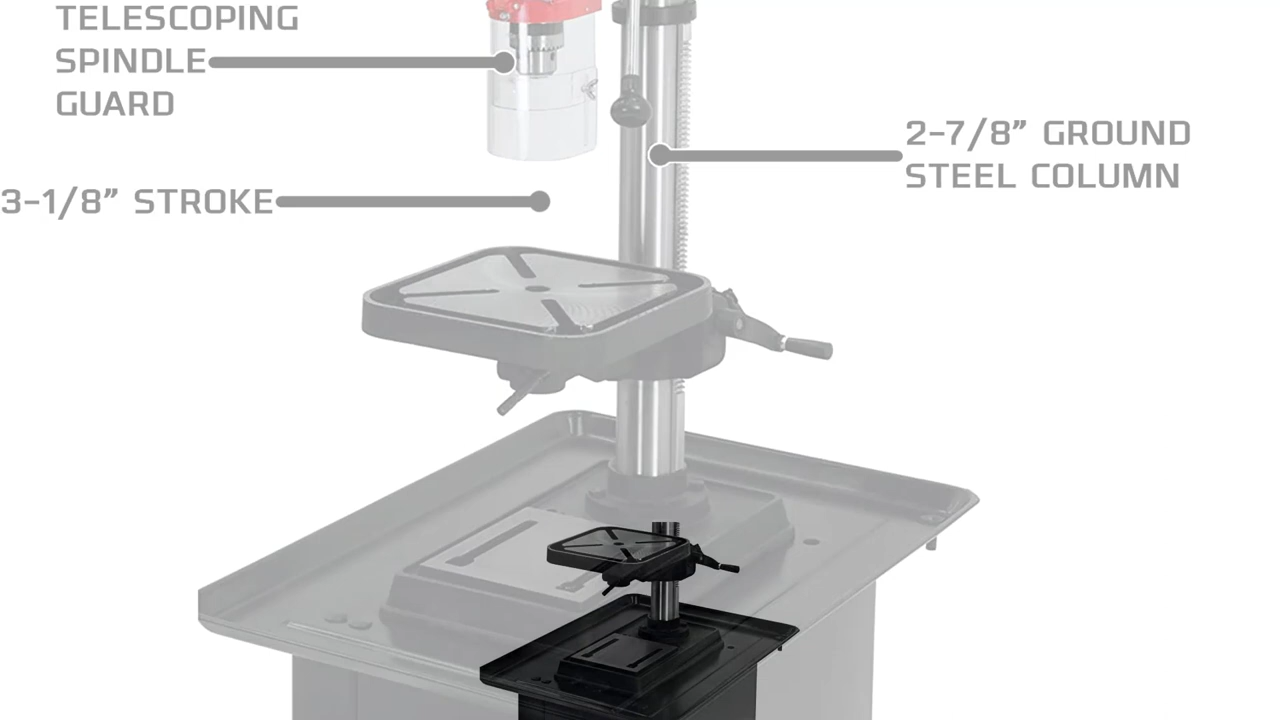 TELESCOPING
SPINDLE
GUARD
2-7/8” GROUND
STEEL COLUMN
3-1/8” STROKE